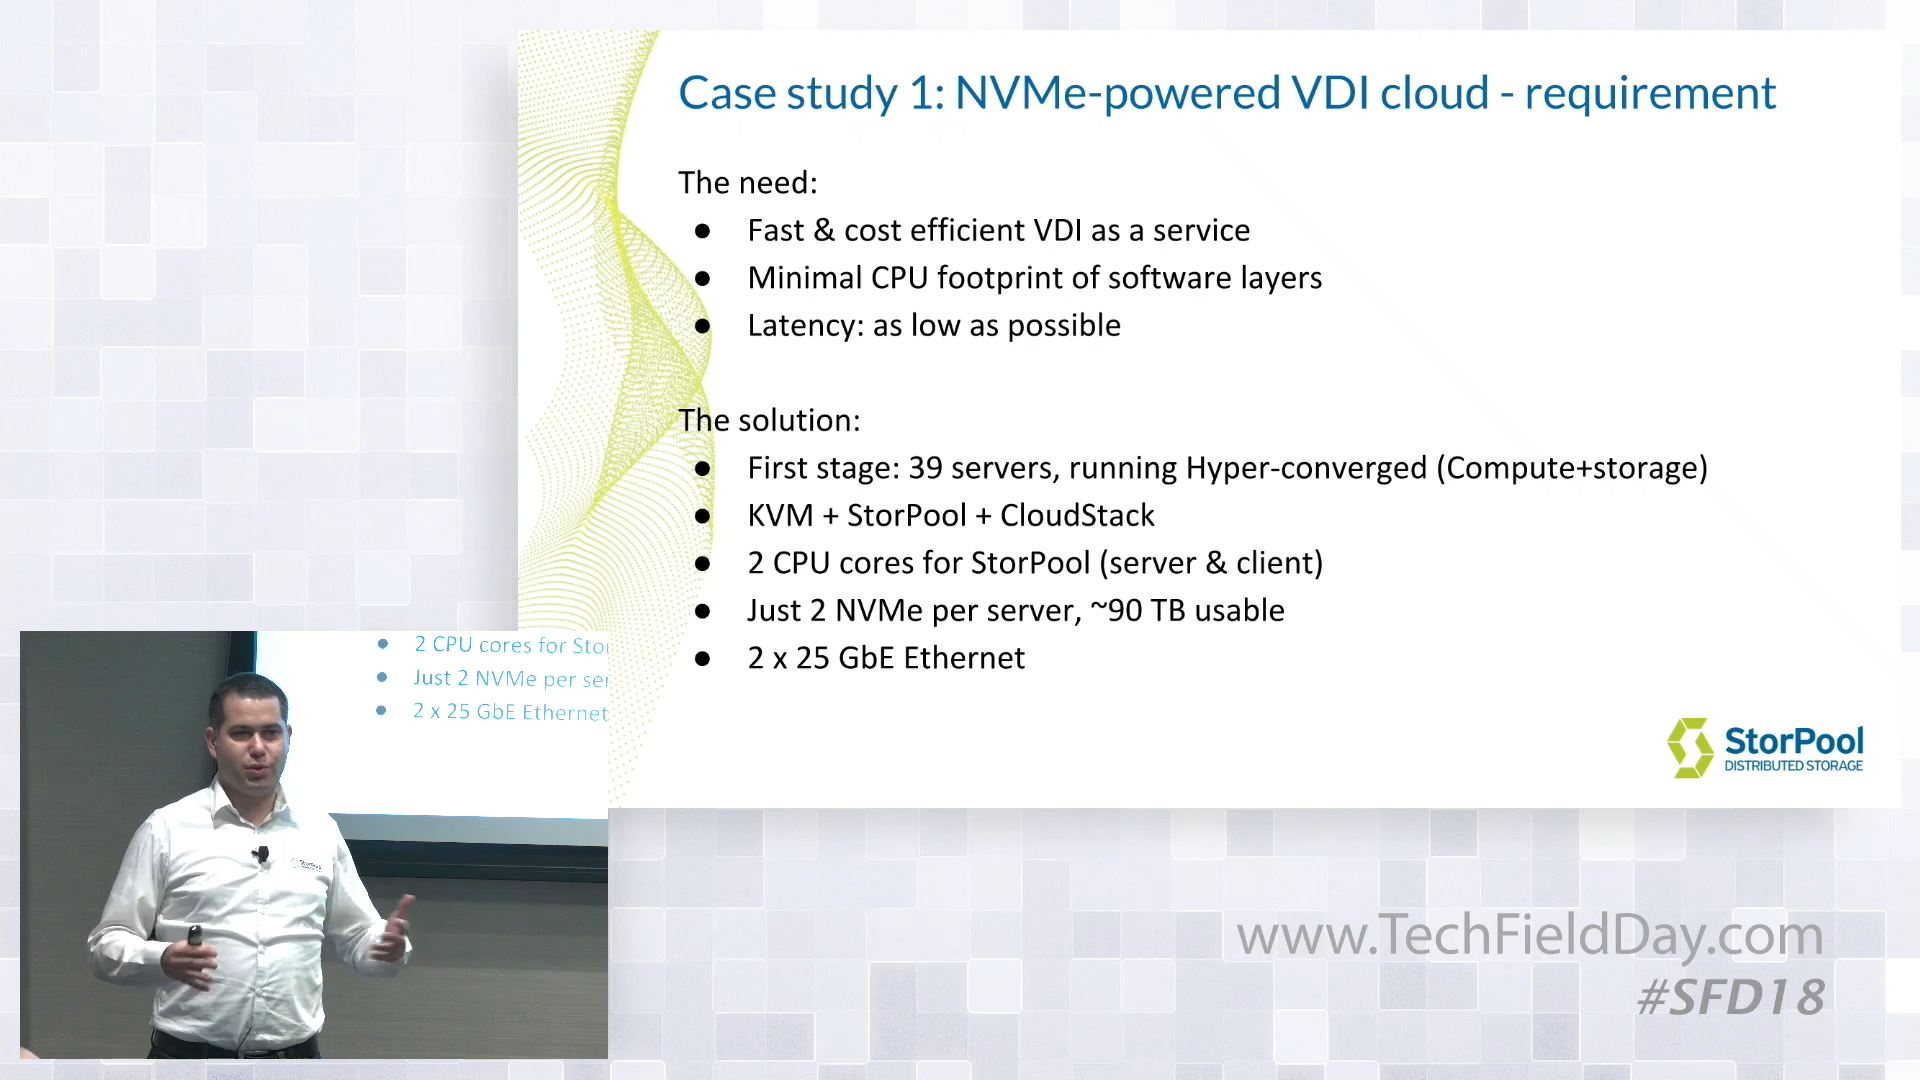 Case study 1: NVMe-powered VDI cloud - requirement
The need:
● Fast & cost efficient VDI as a service
● Minimal CPU footprint of software layers
● Latency: as low as possible
The solution:
● First stage: 39 servers, running Hyper-converged (Compute+storage)
● KVM + StorPool + CloudStack
● 2 CPU cores for StorPool (server & client)
● Just 2 NVMe per server, ~90 TB usable
● 2 x 25 GbE Ethernet
StorPool
DISTRIBUTED STORAGE
● 2 CPU cores for Stor
● Just 2 NVMe per ser
● 2 x 25 GbE Ethernet
StorPool
www.TechFieldDay.com
#SFD18